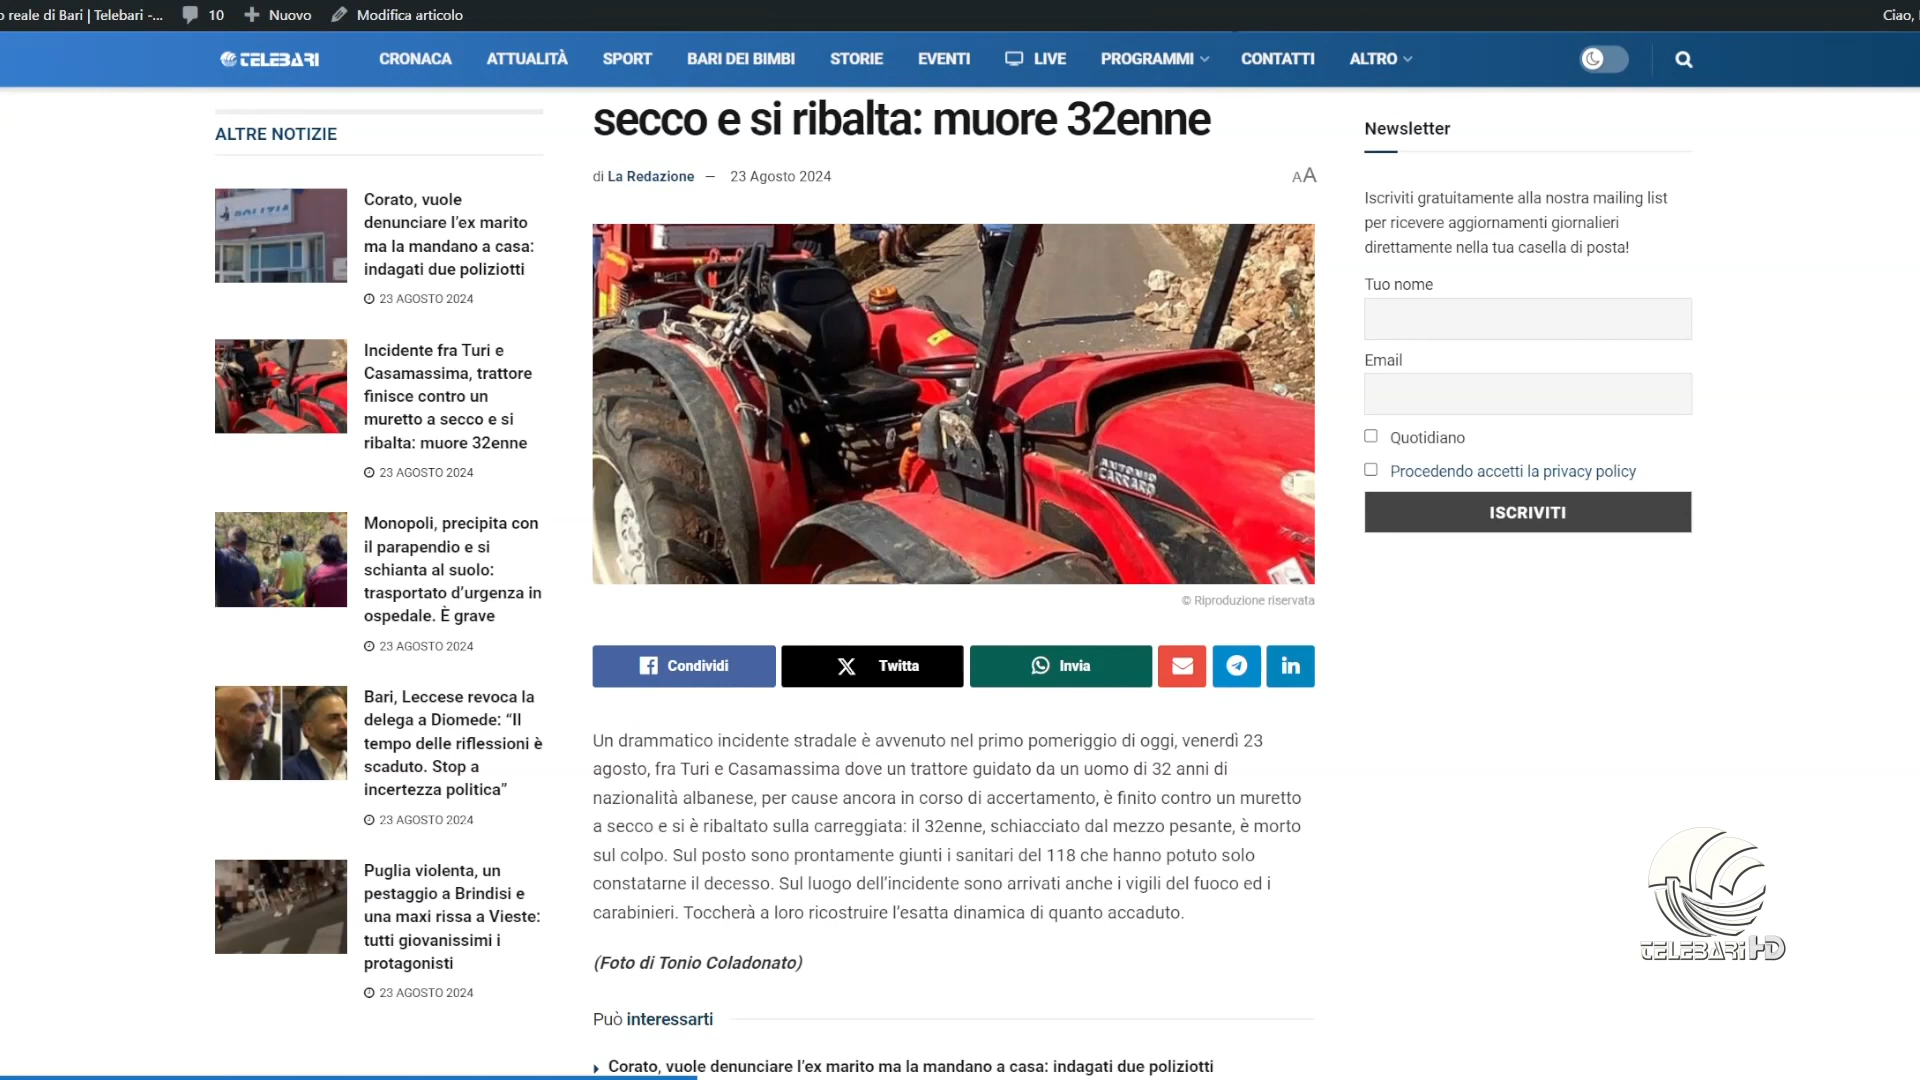 o reale di Bari | Telebari -...
10
Nuovo
Modifica articolo
Ciao,
TELEBARI
CRONACA
ATTUALITÀ
SPORT
BARI DEI BIMBI
STORIE
EVENTI
LIVE
PROGRAMMI
CONTATTI
ALTRO
ALTRE NOTIZIE
POLIZIA
Corato, vuole
denunciare l'ex marito
ma la mandano a casa:
indagati due poliziotti
23 AGOSTO 2024
Incidente fra Turi e
Casamassima, trattore
finisce contro un
muretto a secco e si
ribalta: muore 32enne
23 AGOSTO 2024
Monopoli, precipita con
il parapendio e si
schianta al suolo:
trasportato d'urgenza in
ospedale. È grave
23 AGOSTO 2024
Bari, Leccese revoca la
delega a Diomede: “Il
tempo delle riflessioni è
scaduto. Stop a
incertezza politica”
23 AGOSTO 2024
Puglia violenta, un
pestaggio a Brindisi e
una maxi rissa a Vieste:
tutti giovanissimi i
protagonisti
23 AGOSTO 2024
secco e si ribalta: muore 32enne
di La Redazione — 23 Agosto 2024
AA
ANTONIO
CARRARO
© Riproduzione riservata
Condividi
Twitta
Invia
Un drammatico incidente stradale è avvenuto nel primo pomeriggio di oggi, venerdì 23
agosto, fra Turi e Casamassima dove un trattore guidato da un uomo di 32 anni di
nazionalità albanese, per cause ancora in corso di accertamento, è finito contro un muretto
a secco e si è ribaltato sulla carreggiata: il 32enne, schiacciato dal mezzo pesante, è morto
sul colpo. Sul posto sono prontamente giunti i sanitari del 118 che hanno potuto solo
constatarne il decesso. Sul luogo dell'incidente sono arrivati anche i vigili del fuoco ed i
carabinieri. Toccherà a loro ricostruire l'esatta dinamica di quanto accaduto.
(Foto di Tonio Coladonato)
Può interessarti
Corato, vuole denunciare l'ex marito ma la mandano a casa: indagati due poliziotti
Newsletter
Iscriviti gratuitamente alla nostra mailing list
per ricevere aggiornamenti giornalieri
direttamente nella tua casella di posta!
Tuo nome
Email
Quotidiano
Procedendo accetti la privacy policy
ISCRIVITI
TELEBARI HD